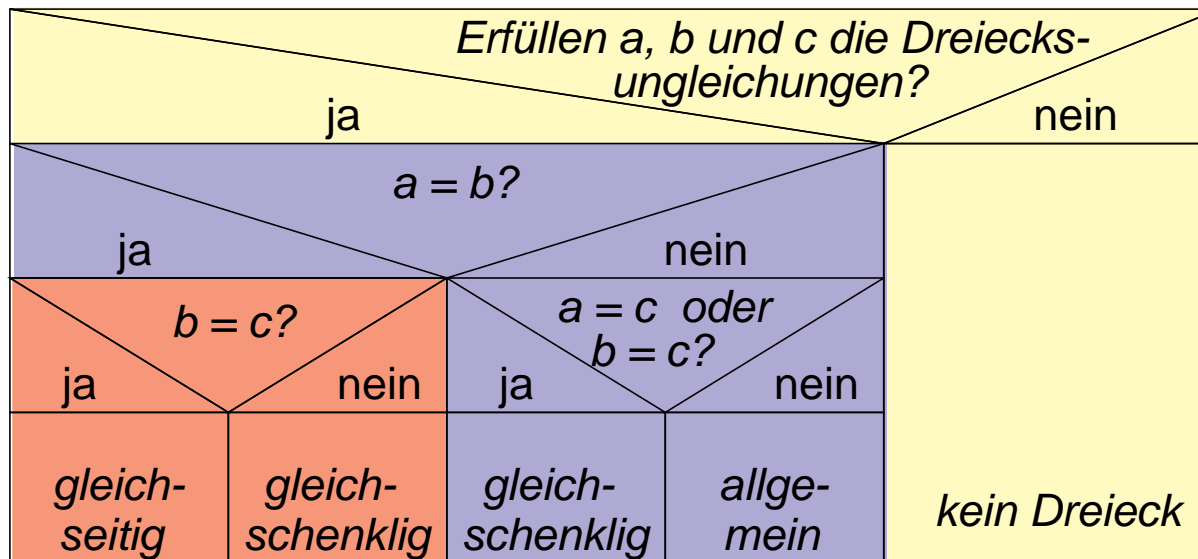 Erfüllen a, b und c die Dreiecks-
ungleichungen?
ja
nein
a = b?
ja
nein
b = c?
a = c oder
b = c?
ja
nein
ja
nein
gleich-
seitig
gleich-
schenklig
gleich-
schenklig
allge-
mein
kein Dreieck